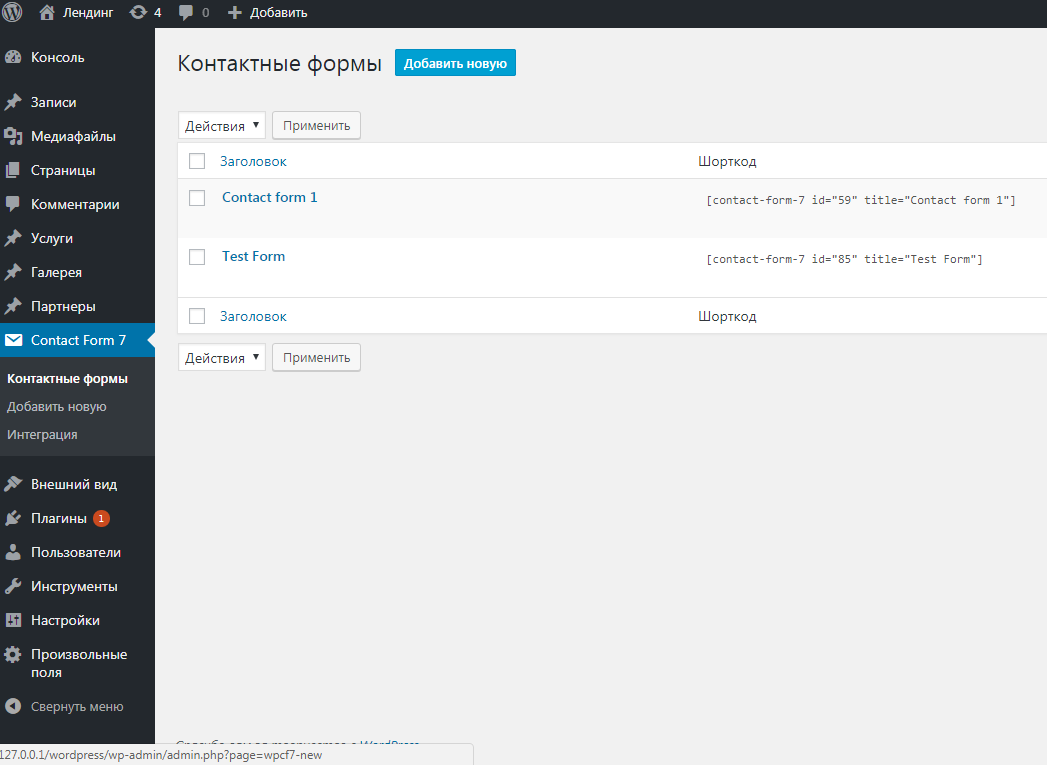 Лендинг 4 0 Добавить
Консоль
Записи
Медиафайлы
Страницы
Комментарии
Услуги
Галерея
Партнеры
Contact Form 7
Контактные формы
Добавить новую
Интеграция
Внешний вид
Плагины 1
Пользователи
Инструменты
Настройки
Произвольные
поля
Свернуть меню
Контактные формы Добавить новую
Действия Применить
Заголовок Шорткод
Contact form 1 [contact-form-7 id="59" title="Contact form 1"]
Test Form [contact-form-7 id="85" title="Test Form"]
Заголовок Шорткод
Действия Применить
127.0.0.1/wordpress/wp-admin/admin.php?page=wpcf7-new